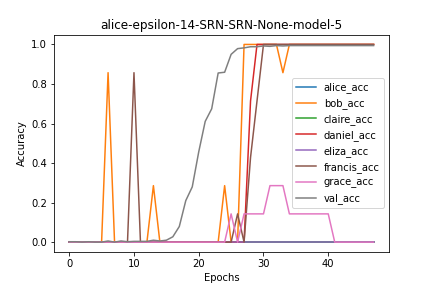 alice-epsilon-14-SRN-SRN-None-model-5
1.0
0.8
0.6
0.4
0.2
0.0
Accuracy
alice_acc
bob_acc
claire_acc
daniel_acc
eliza_acc
francis_acc
grace_acc
val_acc
0 10 20 30 40
Epochs